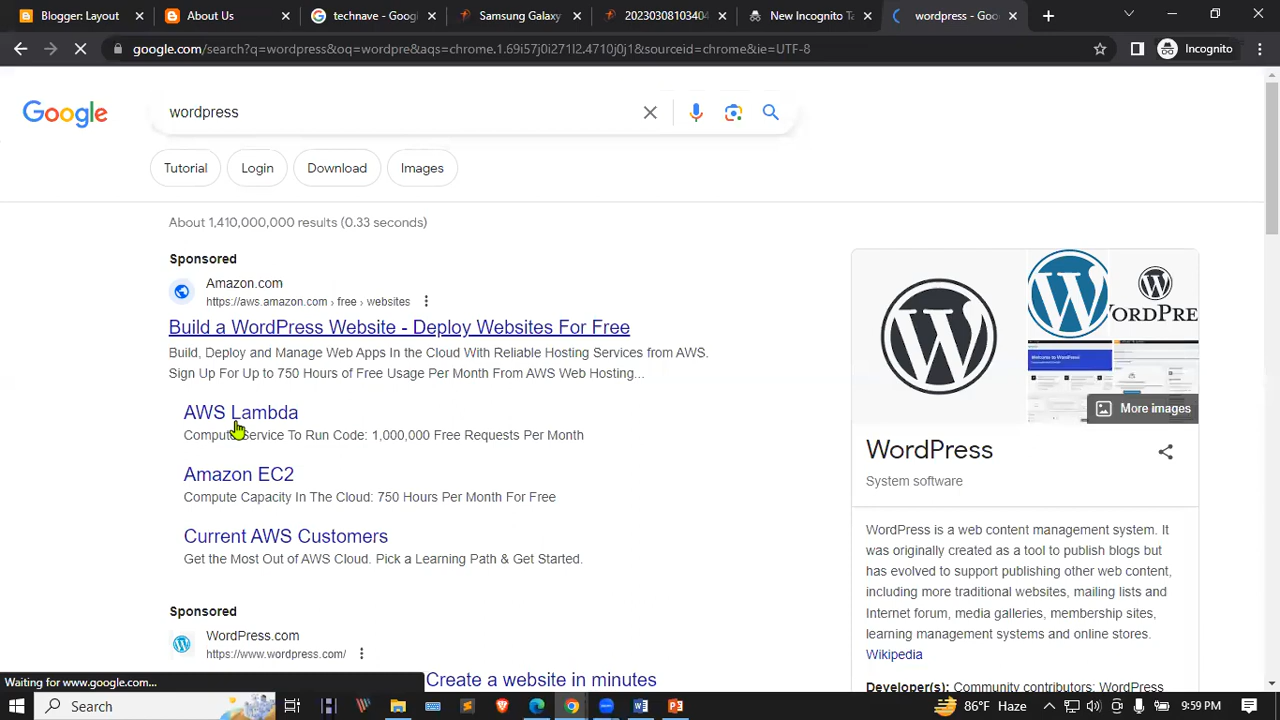 Blogger: Layout
About Us
technave - Goo
Samsung Galaxy
20230308103404
New Incognito Ta
wordpress - Goo
google.com/search?q=wordpress&oq=wordpre&aqs=chrome.1.69i57j0i271l2.4710j0j1&sourceid=chrome&ie=UTF-8
Incognito
Google
wordpress
Tutorial
Login
Download
Images
About 1,410,000,000 results (0.33 seconds)
Sponsored
Amazon.com
https://aws.amazon.com › free › websites
Build a WordPress Website - Deploy Websites For Free
Build, Deploy and Manage Web Apps In the Cloud With Reliable Hosting Services from AWS.
Sign Up For Up to 750 Hours of Free Usage Per Month From AWS Web Hosting...
AWS Lambda
Compute Service To Run Code: 1,000,000 Free Requests Per Month
Amazon EC2
Compute Capacity In The Cloud: 750 Hours Per Month For Free
Current AWS Customers
Get the Most Out of AWS Cloud. Pick a Learning Path & Get Started.
Sponsored
WordPress.com
https://www.wordpress.com/
Create a website in minutes
More images
WordPress
System software
WordPress is a web content management system. It
was originally created as a tool to publish blogs but
has evolved to support publishing other web content,
including more traditional websites, mailing lists and
Internet forum, media galleries, membership sites,
learning management systems and online stores.
Wikipedia
Developer(s): Community contributors; WordPress
Waiting for www.google.com...
Search
86°F Haze
9:59 PM